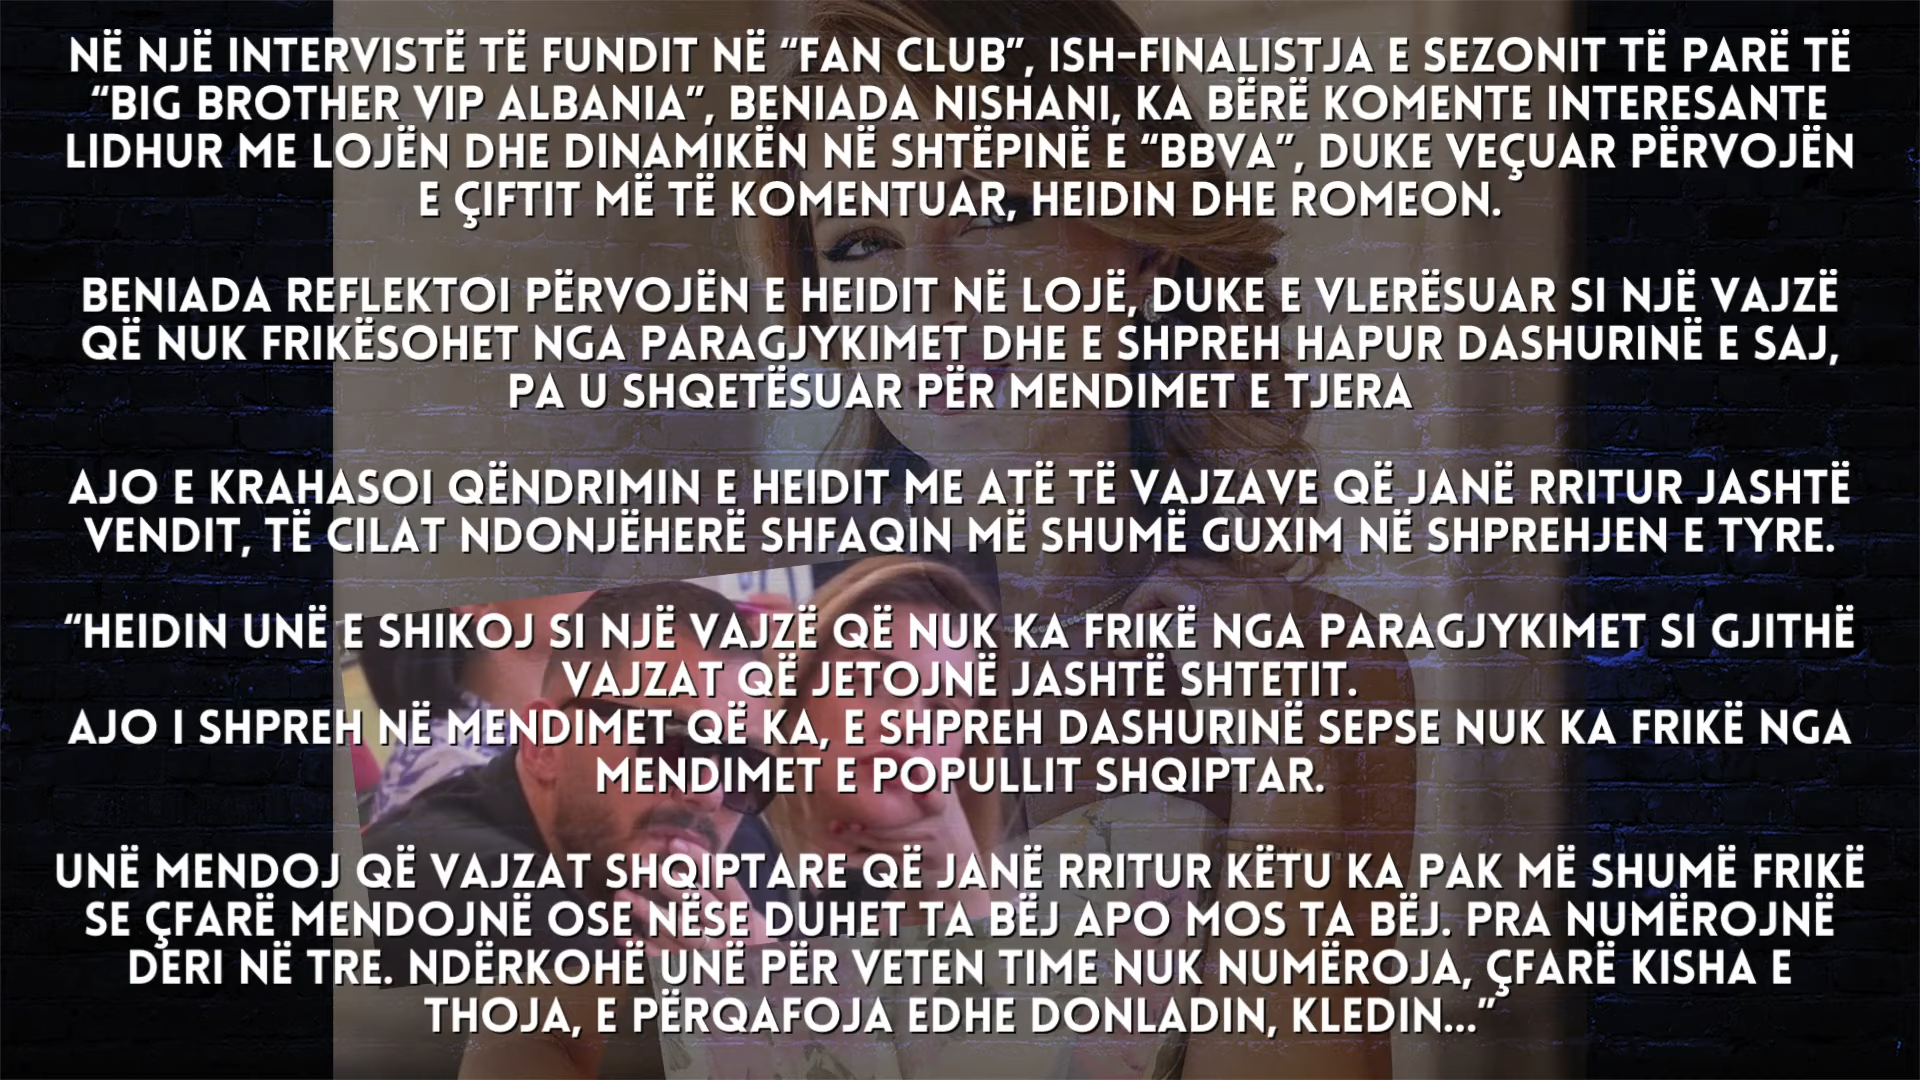 NË NJË INTERVISTË TË FUNDIT NË “FAN CLUB”, ISH-FINALISTJA E SEZONIT TË PARË TË
“BIG BROTHER VIP ALBANIA”, BENIADA NISHANI, KA BËRË KOMENTE INTERESANTE
LIDHUR ME LOJËN DHE DINAMIKËN NË SHTËPINË E “BBVA”, DUKE VEÇUAR PËRVOJËN
E ÇIFTIT MË TË KOMENTUAR, HEIDIN DHE ROMEON.
BENIADA REFLEKTOI PËRVOJËN E HEIDIT NË LOJË, DUKE E VLERËSUAR SI NJË VAJZË
QË NUK FRIKËSOHET NGA PARAGJYKIMET DHE E SHPREH HAPUR DASHURINË E SAJ,
PA U SHQETËSUAR PËR MENDIMET E TJERA
AJO E KRAHASOI QËNDRIMIN E HEIDIT ME ATË TË VAJZAVE QË JANË RRITUR JASHTË
VENDIT, TË CILAT NDONJËHERË SHFAQIN MË SHUMË GUXIM NË SHPREHJEN E TYRE.
“HEIDIN UNË E SHIKOJ SI NJË VAJZË QË NUK KA FRIKË NGA PARAGJYKIMET SI GJITHË
VAJZAT QË JETOJNË JASHTË SHTETIT.
AJO I SHPREH NË MENDIMET QË KA, E SHPREH DASHURINË SEPSE NUK KA FRIKË NGA
MENDIMET E POPULLIT SHQIPTAR.
UNË MENDOJ QË VAJZAT SHQIPTARE QË JANË RRITUR KËTU KA PAK MË SHUMË FRIKË
SE ÇFARË MENDOJNË OSE NËSE DUHET TA BËJ APO MOS TA BËJ. PRA NUMËROJNË
DERI NË TRE. NDËRKOHË UNË PËR VETEN TIME NUK NUMËROJA, ÇFARË KISHA E
THOJA, E PËRQAFOJA EDHE DONLADIN, KLEDIN...”